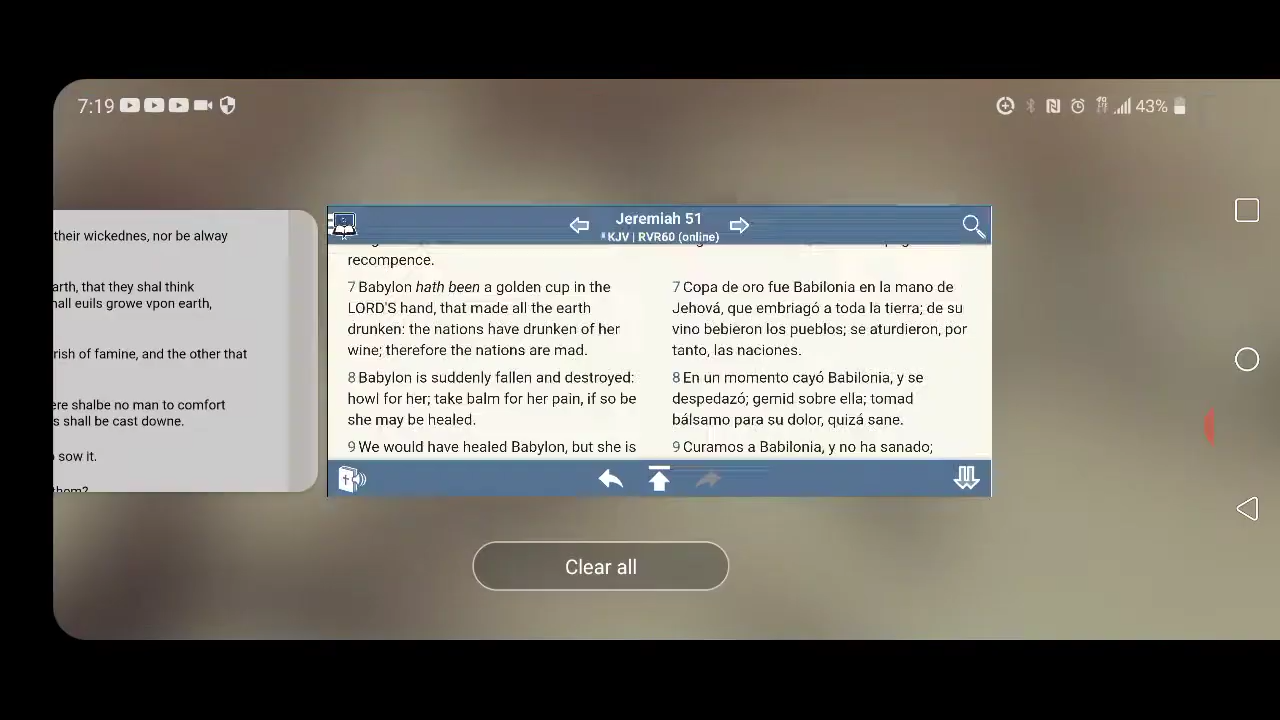 7:19
43%
their wickednes, nor be alway
arth, that they shal think
hall euils growe vpon earth,
rish of famine, and the other that
ere shalbe no man to comfort
s shall be cast downe.
sow it.
them?
Jeremiah 51
KJV | RVR60 (online)
recompence.
7 Babylon hath been a golden cup in the
LORD'S hand, that made all the earth
drunken: the nations have drunken of her
wine; therefore the nations are mad.
8 Babylon is suddenly fallen and destroyed:
howl for her; take balm for her pain, if so be
she may be healed.
9 We would have healed Babylon, but she is
7 Copa de oro fue Babilonia en la mano de
Jehová, que embriagó a toda la tierra; de su
vino bebieron los pueblos; se aturdieron, por
tanto, las naciones.
8 En un momento cayó Babilonia, y se
despedazó; gemid sobre ella; tomad
bálsamo para su dolor, quizá sane.
9 Curamos a Babilonia, y no ha sanado;
Clear all